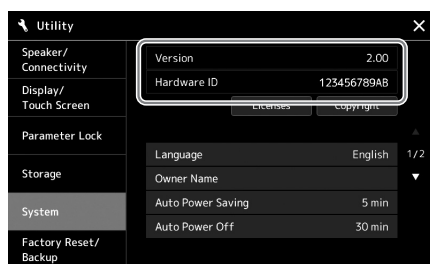 Utility
Speaker/
Connectivity
Display/
Touch Screen
Parameter Lock
Storage
System
Factory Reset/
Backup
Version 2.00
Hardware ID 123456789AB
Licenses Copyright
Language English
Owner Name
Auto Power Saving 5 min
Auto Power Off 30 min
1/2